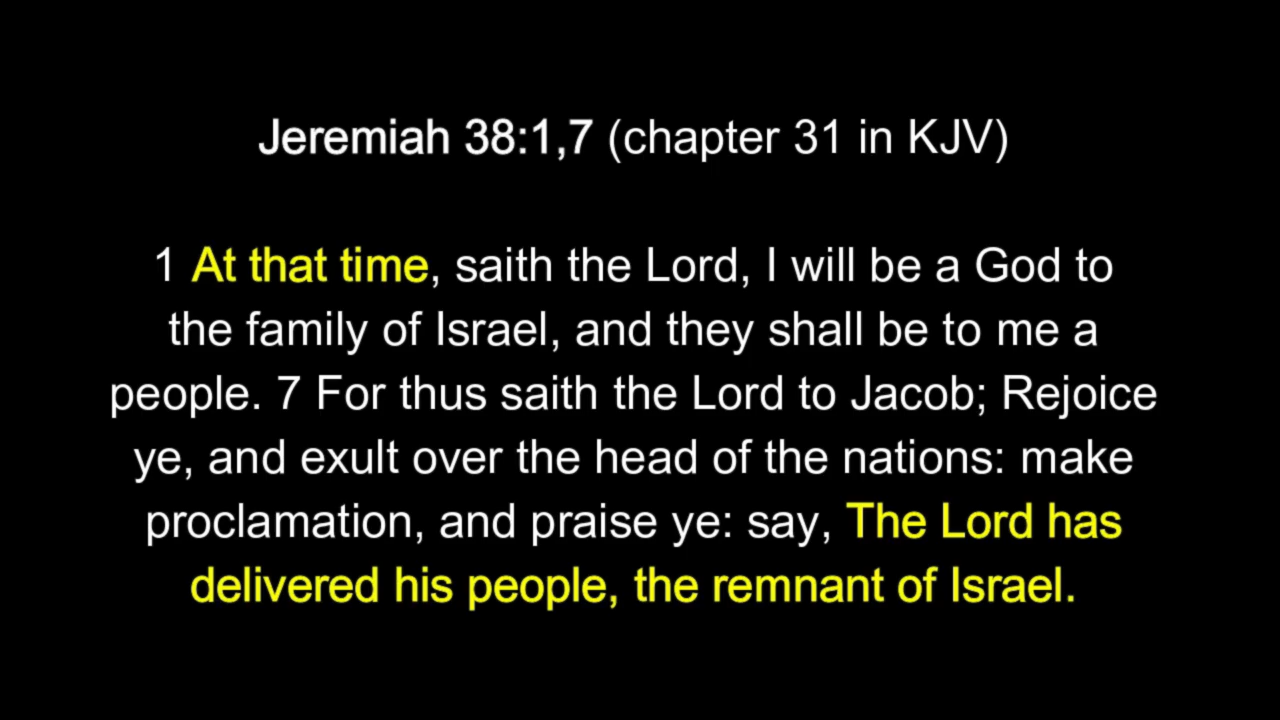 Jeremiah 38:1,7 (chapter 31 in KJV)
1 At that time, saith the Lord, I will be a God to
the family of Israel, and they shall be to me a
people. 7 For thus saith the Lord to Jacob; Rejoice
ye, and exult over the head of the nations: make
proclamation, and praise ye: say, The Lord has
delivered his people, the remnant of Israel.